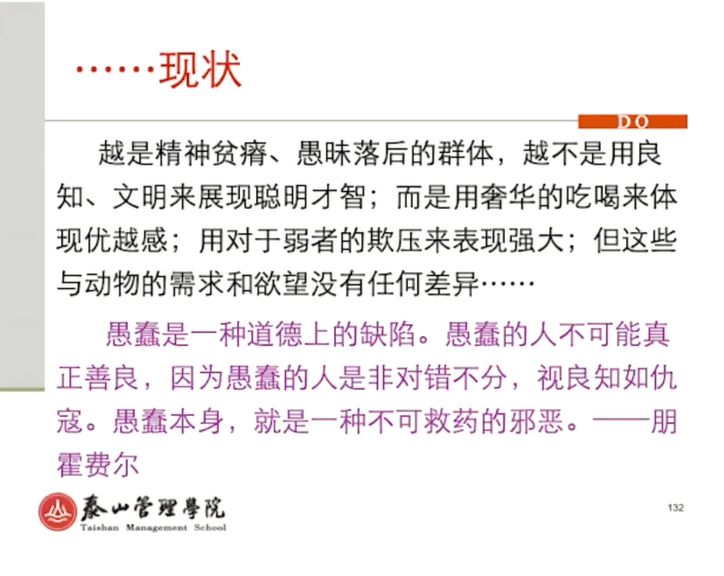 ……现状
DO
越是精神贫瘠、愚昧落后的群体，越不是用良
知、文明来展现聪明才智；而是用奢华的吃喝来体
现优越感；用对于弱者的欺压来表现强大；但这些
与动物的需求和欲望没有任何差异……
愚蠢是一种道德上的缺陷。愚蠢的人不可能真
正善良，因为愚蠢的人是非对错不分，视良知如仇
寇。愚蠢本身，就是一种不可救药的邪恶。——朋
霍费尔
泰山管理學院
Taishan Management School
132